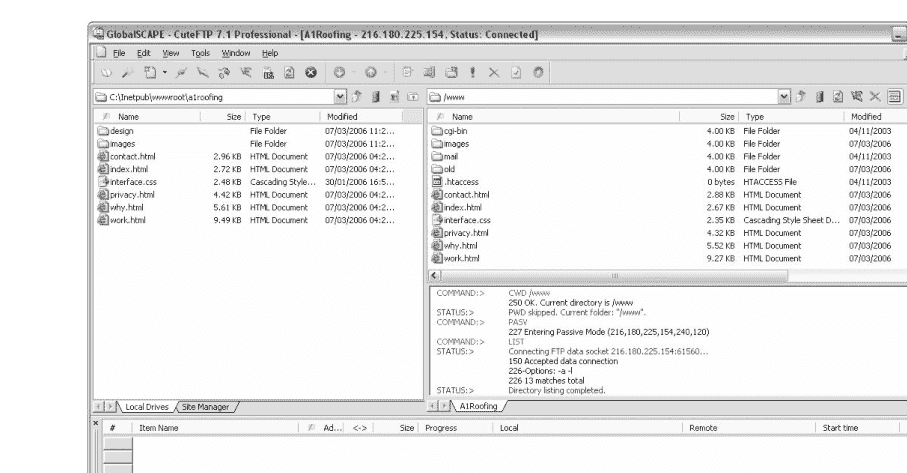 GlobalSCAPE - CuteFTP 7.1 Professional - [A1Roofing - 216.180.225.154, Status: Connected]
File Edit View Tools Window Help
C:\Inetpub\wwwroot\a1roofing
Name Size Type Modified
design File Folder 07/03/2006 11:2...
images File Folder 07/03/2006 11:2...
contact.html 2.96 KB HTML Document 07/03/2006 04:2...
index.html 2.72 KB HTML Document 07/03/2006 04:2...
interface.css 2.48 KB Cascading Style... 30/01/2006 16:5...
privacy.html 4.42 KB HTML Document 07/03/2006 04:2...
why.html 5.61 KB HTML Document 07/03/2006 04:2...
work.html 9.49 KB HTML Document 07/03/2006 04:2...
/www
Name Size Type Modified
cgi-bin 4.00 KB File Folder 04/11/2003
images 4.00 KB File Folder 07/03/2006
mail 4.00 KB File Folder 04/11/2003
old 4.00 KB File Folder 07/03/2006
.htaccess 0 bytes HTACCESS File 04/11/2003
contact.html 2.88 KB HTML Document 07/03/2006
index.html 2.67 KB HTML Document 07/03/2006
interface.css 2.35 KB Cascading Style Sheet D... 07/03/2006
privacy.html 4.32 KB HTML Document 07/03/2006
why.html 5.52 KB HTML Document 07/03/2006
work.html 9.27 KB HTML Document 07/03/2006
COMMAND:> CWD /www
250 OK. Current directory is /www
STATUS:> PWD skipped. Current folder: "/www".
COMMAND:> PASV
227 Entering Passive Mode (216,180,225,154,240,120)
COMMAND:> LIST
STATUS:> Connecting FTP data socket 216.180.225.154:61560...
150 Accepted data connection
226-Options: -a -l
226 13 matches total
STATUS:> Directory listing completed.
Local Drives Site Manager
A1Roofing
# Item Name Ad... <-> Size Progress Local Remote Start time